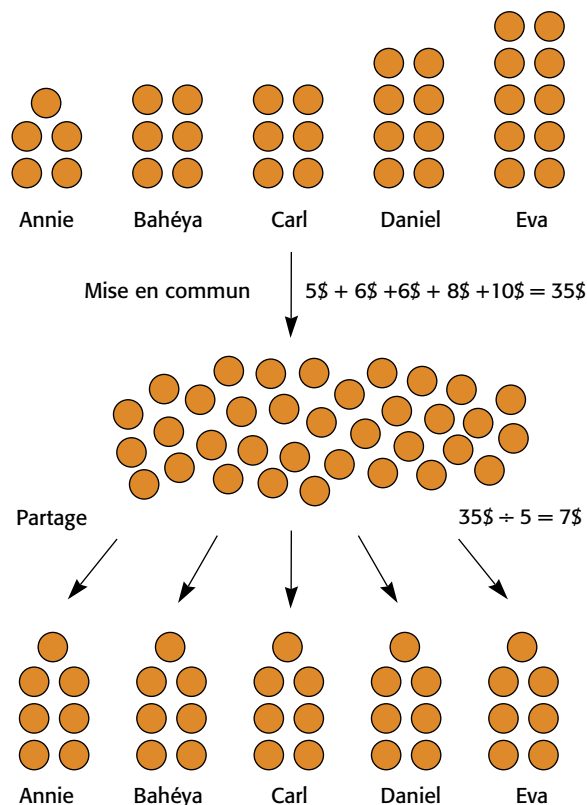 Annie Bahéya Carl Daniel Eva
Mise en commun 5$ + 6$ +6$ + 8$ +10$ = 35$
Partage 35$ ÷ 5 = 7$
Annie Bahéya Carl Daniel Eva